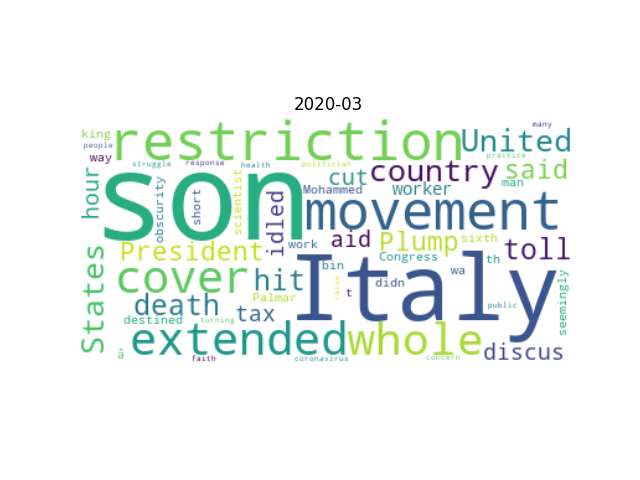 2020-03
many
king
restriction
United
people
practice
way
struggle
response
health
politician
country
said
cut
son
hour
obscurity
short
scientist
idled
Mohammed
worker
man
movement
President
work
aid
Plump
sixth
toll
States
cover
hit
bin
Congress
th
wa
didn
Italy
seemingly
death
tax
Palmar
raise
t
public
destined
turning
extended
whole
discus
â
faith
coronavirus
concern